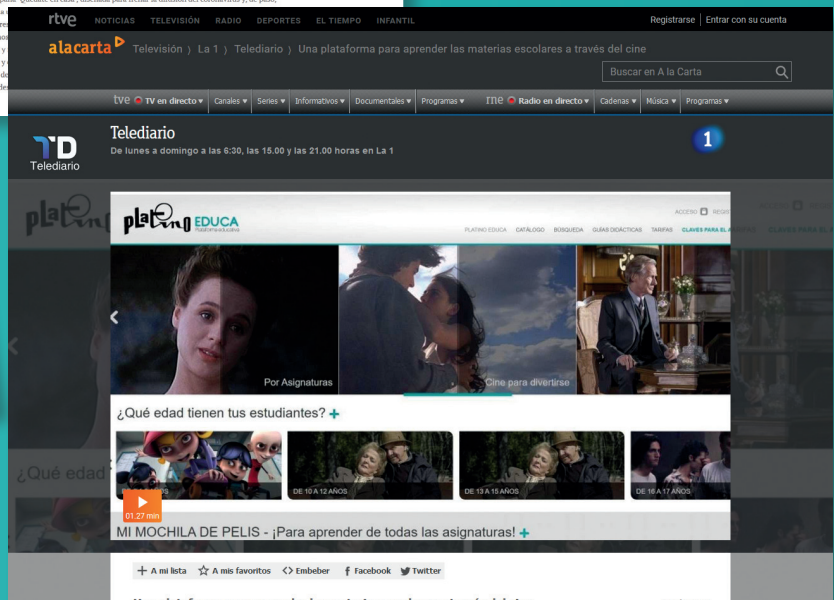 rtve NOTICIAS TELEVISIÓN RADIO DEPORTES EL TIEMPO INFANTIL Registrarse Entrar con su cuenta
alacarta Televisión La 1 Telediario Una plataforma para aprender las materias escolares a través del cine
Buscar en A la Carta
tve TV en directo Canales Series Informativos Documentales Programas rne Radio en directo Cadenas Música Programas
TD
Telediario
Telediario
De lunes a domingo a las 6:30, las 15.00 y las 21.00 horas en La 1
1
platino EDUCA
ACCESO
PLATINO EDUCA CATÁLOGO BÚSQUEDA GUÍAS DIDÁCTICAS TARIFAS CLAVES PARA EL
Por Asignaturas
Cine para divertirse
¿Qué edad tienen tus estudiantes? +
DE 10 A 12 AÑOS
DE 13 A 15 AÑOS
DE 16 A 17 AÑOS
01.27 min
MI MOCHILA DE PELIS - ¡Para aprender de todas las asignaturas! +
A mi lista A mis favoritos Embeber Facebook Twitter